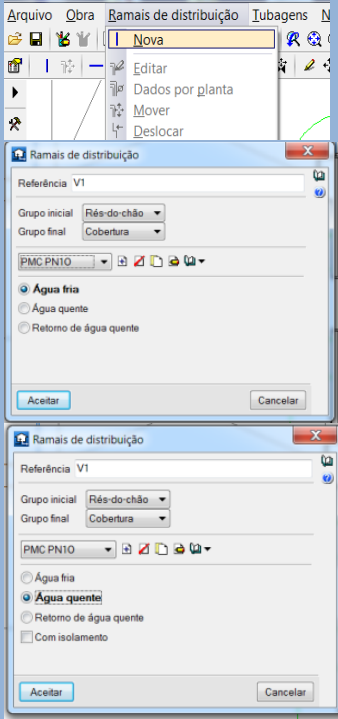 Arquivo Obra Ramais de distribuição Tubagens N
Nova
Editar
Dados por planta
Mover
Deslocar
Ramais de distribuição
Referência V1
Grupo inicial Rés-do-chão
Grupo final Cobertura
PMC PN1O
Água fria
Água quente
Retorno de água quente
Aceitar Cancelar
Ramais de distribuição
Referência V1
Grupo inicial Rés-do-chão
Grupo final Cobertura
PMC PN1O
Água fria
Água quente
Retorno de água quente
Com isolamento
Aceitar Cancelar